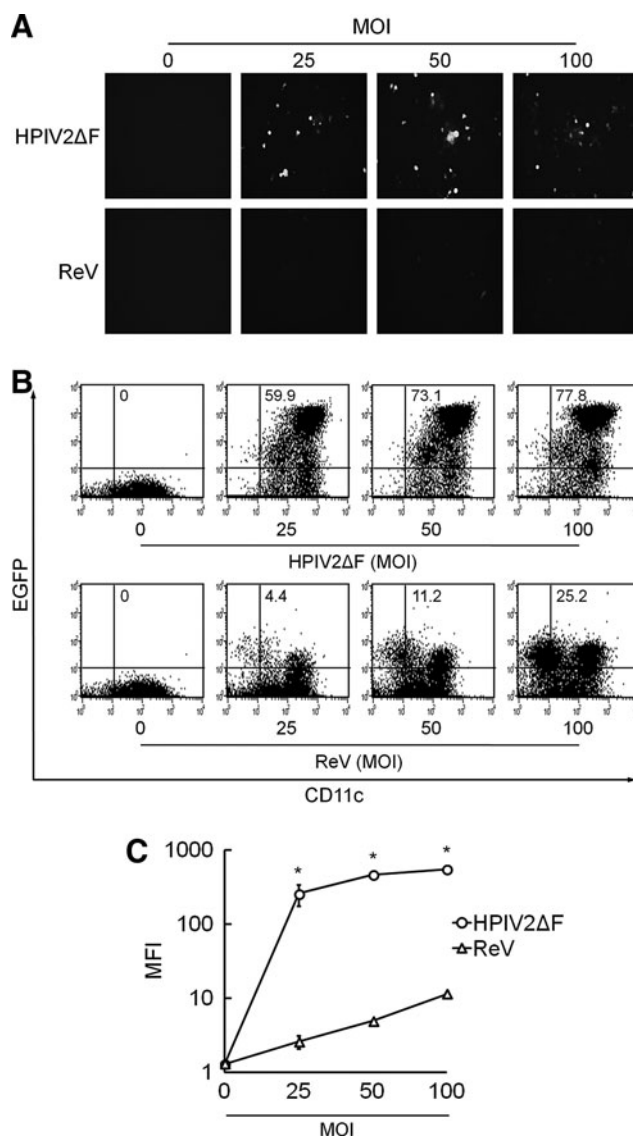 A
MOI
0 25 50 100
HPIV2ΔF
ReV
B
0 59.9 73.1 77.8
0 25 50 100
HPIV2ΔF (MOI)
EGFP
0 4.4 11.2 25.2
0 25 50 100
ReV (MOI)
CD11c
C
1000
* * *
100
10
1
MFI
HPIV2ΔF
ReV
0 25 50 100
MOI